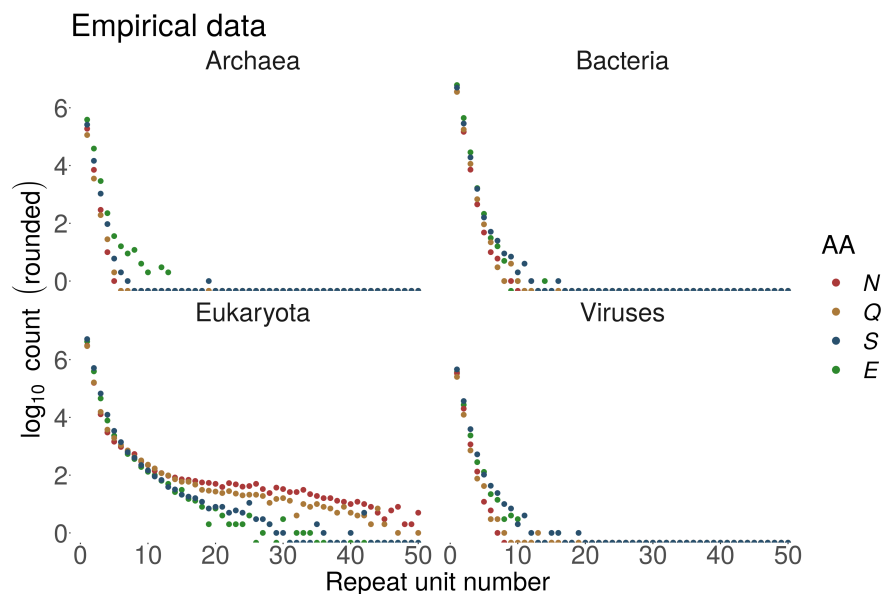 Empirical data
Archaea
Bacteria
6
4
2
0
Eukaryota
Viruses
6
4
2
0
log10 count (rounded)
0 10 20 30 40 50
0 10 20 30 40 50
Repeat unit number
AA
N
Q
S
E